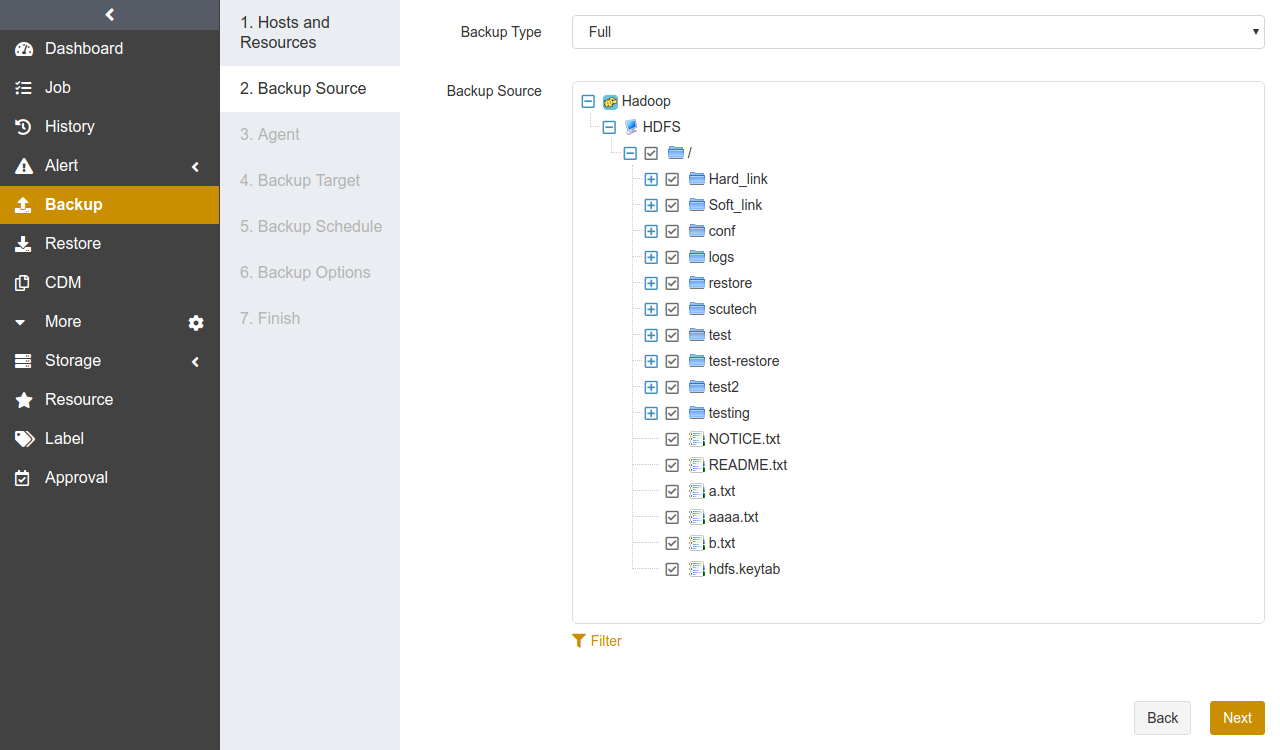 Dashboard
Job
History
Alert
Backup
Restore
CDM
More
Storage
Resource
Label
Approval
1. Hosts and
Resources
2. Backup Source
3. Agent
4. Backup Target
5. Backup Schedule
6. Backup Options
7. Finish
Backup Type
Full
Backup Source
Hadoop
HDFS
/
Hard_link
Soft_link
conf
logs
restore
scutech
test
test-restore
test2
testing
NOTICE.txt
README.txt
a.txt
aaaa.txt
b.txt
hdfs.keytab
Filter
Back
Next